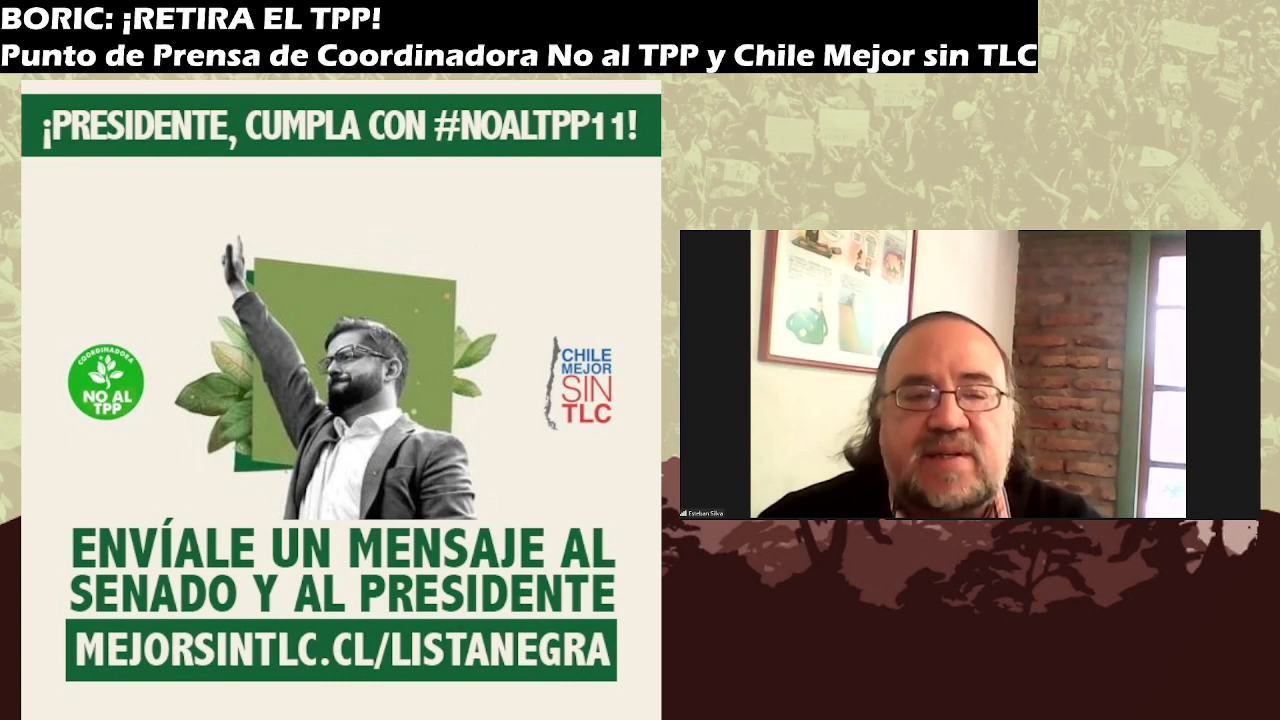 BORIC: ¡RETIRA EL TPP!
Punto de Prensa de Coordinadora No al TPP y Chile Mejor sin TLC
¡PRESIDENTE, CUMPLA CON #NOALTPP11!
COORDINADORA
NO AL
TPP
CHILE
MEJOR
SIN
TLC
ENVÍALE UN MENSAJE AL
SENADO Y AL PRESIDENTE
MEJORSINTLC.CL/LISTANEGRA
Esteban Silva